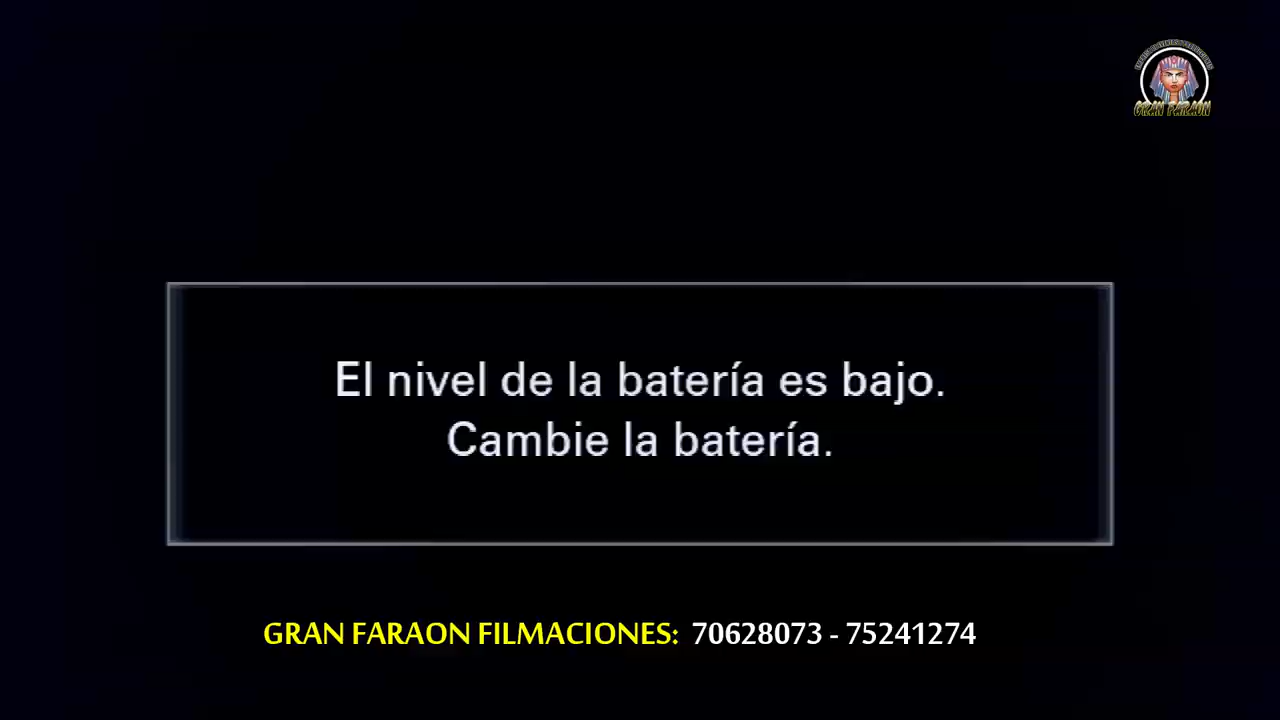 GRAN FARAON
El nivel de la batería es bajo.
Cambie la batería.
GRAN FARAON FILMACIONES: 70628073 - 75241274